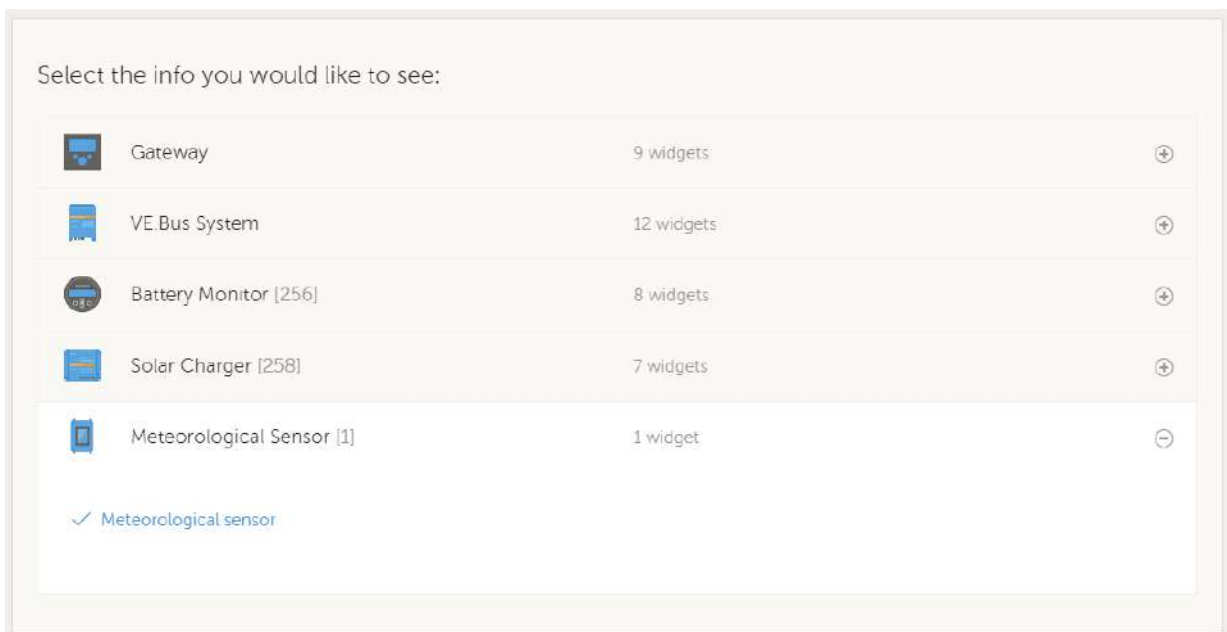 Select the info you would like to see:
Gateway 9 widgets
VE.Bus System 12 widgets
Battery Monitor [256] 8 widgets
Solar Charger [258] 7 widgets
Meteorological Sensor [1] 1 widget
Meteorological sensor